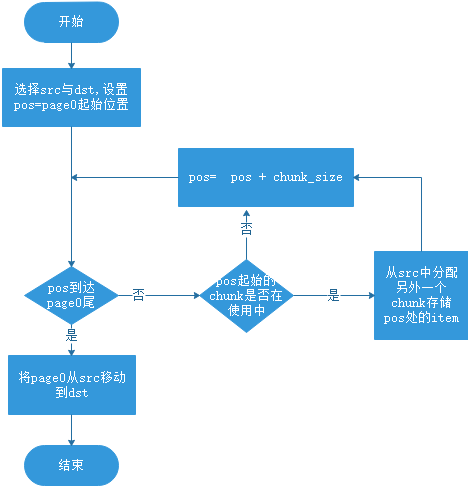 开始
选择src与dst,设置
pos=page0起始位置
pos= pos + chunk_size
否
pos到达
page0尾
否
pos起始的
chunk是否在
使用中
是
从src中分配
另外一个
chunk存储
pos处的item
是
将page0从src移动
到dst
结束